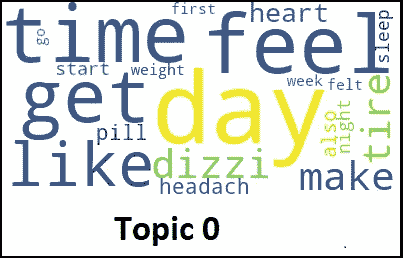 first
time
go
feel
heart
sleep
start
weight
get
day
week
felt
pill
also
night
tire
like
dizzi
headach
make
Topic 0